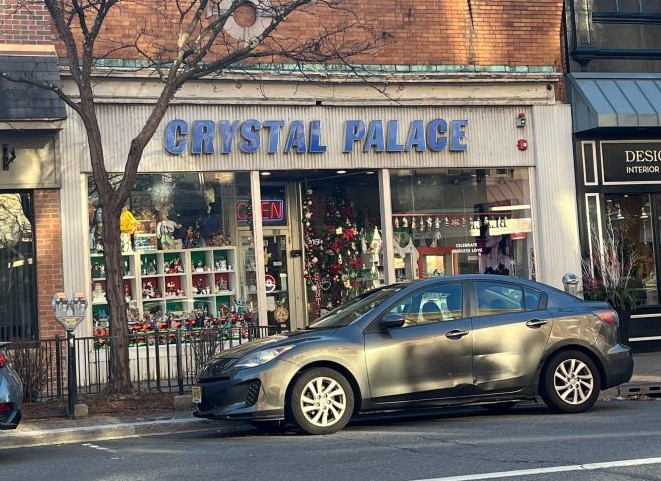 CRYSTAL PALACE
OPEN
CELEBRATE
ENDLESS LOVE
DESIG
INTERIOR